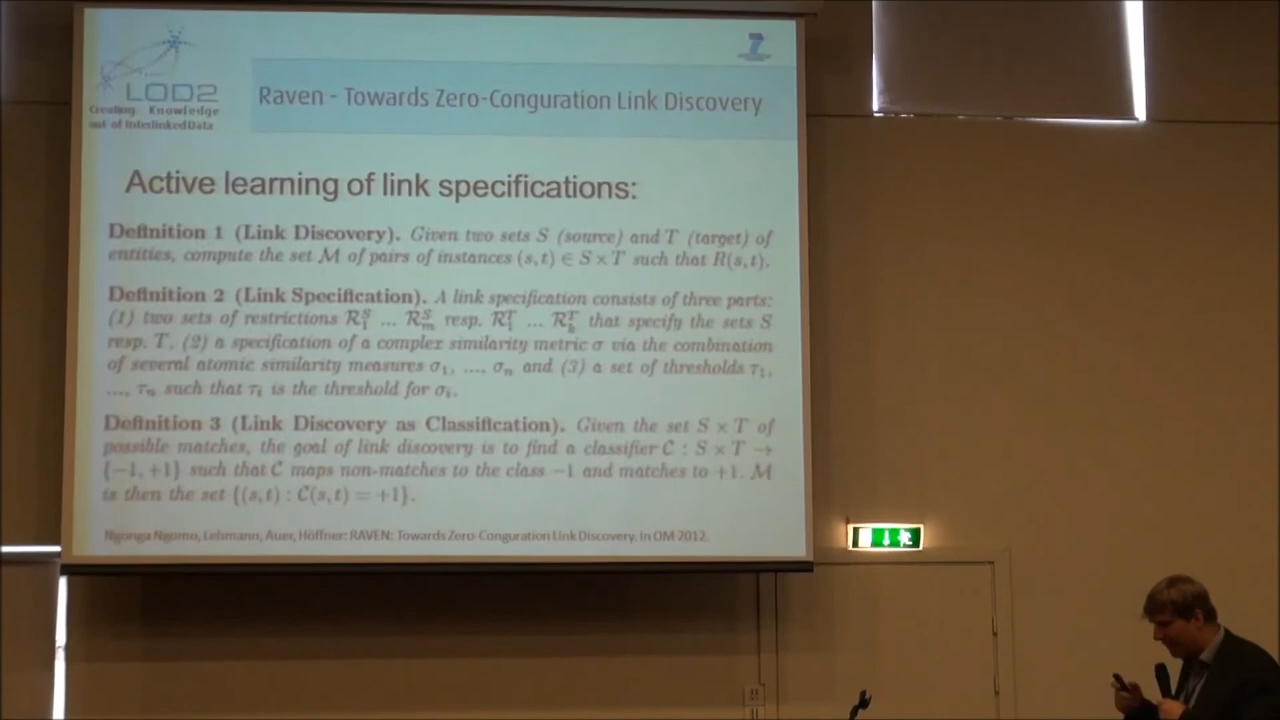 LOD2
Creating Knowledge
out of Interlinked Data
7
Raven - Towards Zero-Conguration Link Discovery
Active learning of link specifications:
Definition 1 (Link Discovery). Given two sets S (source) and T (target) of
entities, compute the set M of pairs of instances (s, t) ∈ S × T such that R(s, t).
Definition 2 (Link Specification). A link specification consists of three parts:
(1) two sets of restrictions R₁ˢ ... Rₘˢ resp. R₁ᵀ ... Rₖᵀ that specify the sets S
resp. T, (2) a specification of a complex similarity metric σ via the combination
of several atomic similarity measures σ₁, ..., σₙ and (3) a set of thresholds τ₁,
..., τₙ such that τᵢ is the threshold for σᵢ.
Definition 3 (Link Discovery as Classification). Given the set S × T of
possible matches, the goal of link discovery is to find a classifier C : S × T →
{−1, +1} such that C maps non-matches to the class −1 and matches to +1. M
is then the set {(s, t) : C(s, t) = +1}.
Ngonga Ngomo, Lehmann, Auer, Höffner: RAVEN: Towards Zero-Conguration Link Discovery. In OM 2012.